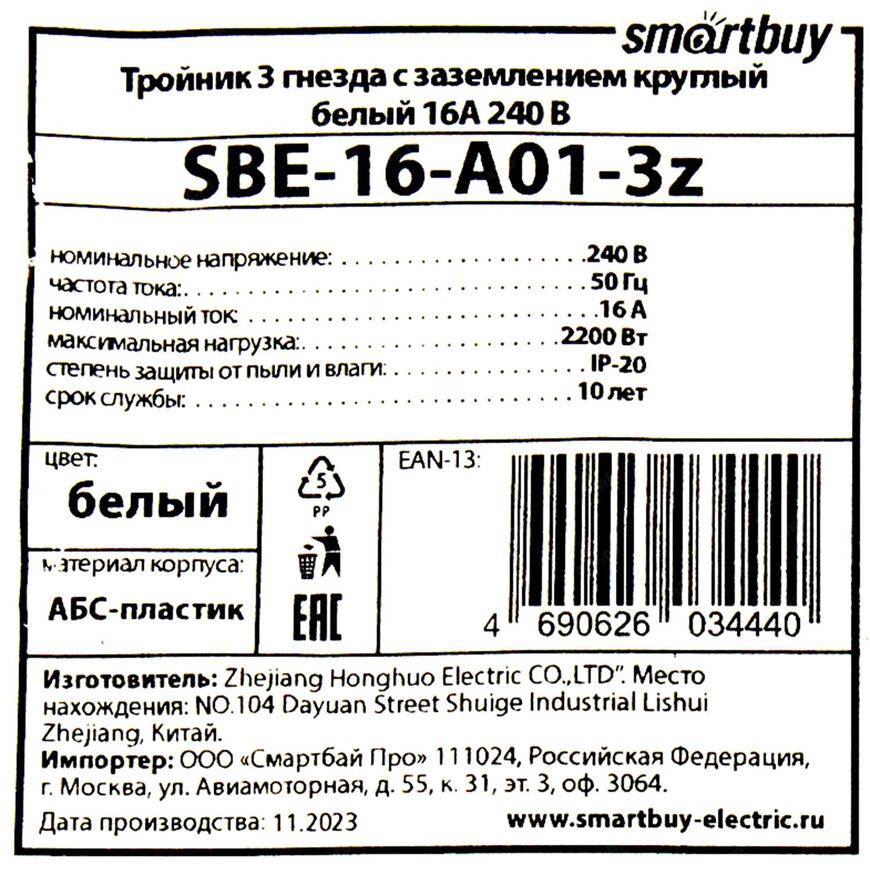 smartbuy
Тройник 3 гнезда с заземлением круглый
белый 16А 240 В
SBE-16-A01-3z
номинальное напряжение: . . . . . . . . . . . . . . . . . . 240 В
частота тока: . . . . . . . . . . . . . . . . . . . . . . . . . . . . . 50 Гц
номинальный ток: . . . . . . . . . . . . . . . . . . . . . . . . . 16 А
максимальная нагрузка: . . . . . . . . . . . . . . . . . . 2200 Вт
степень защиты от пыли и влаги: . . . . . . . . . . . . . IP-20
срок службы: . . . . . . . . . . . . . . . . . . . . . . . . . . . 10 лет
цвет:
белый
5
PP
EAC
EAN-13:
4 690626 034440
материал корпуса:
АБС-пластик
Изготовитель: Zhejiang Honghuo Electric CO.,LTD”. Место
нахождения: NO.104 Dayuan Street Shuige Industrial Lishui
Zhejiang, Китай.
Импортер: ООО «Смартбай Про» 111024, Российская Федерация,
г. Москва, ул. Авиамоторная, д. 55, к. 31, эт. 3, оф. 3064.
Дата производства: 11.2023
www.smartbuy-electric.ru